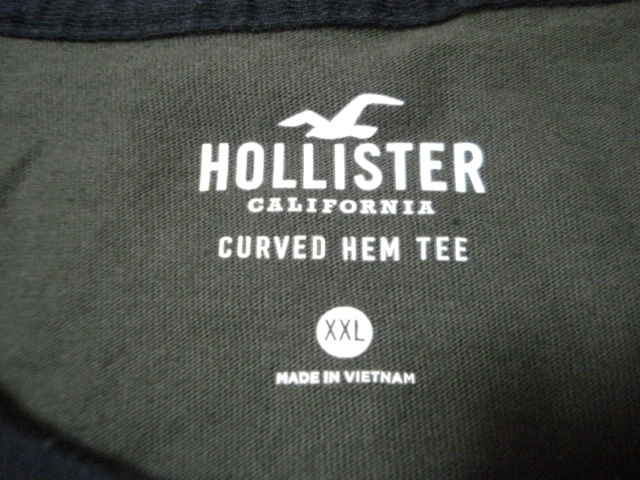 HOLLISTER
CALIFORNIA
CURVED HEM TEE
XXL
MADE IN VIETNAM